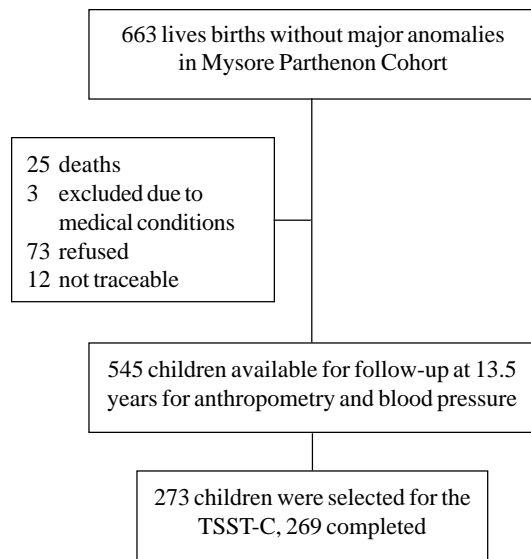 663 lives births without major anomalies
in Mysore Parthenon Cohort
25 deaths
3 excluded due to
medical conditions
73 refused
12 not traceable
545 children available for follow-up at 13.5
years for anthropometry and blood pressure
273 children were selected for the
TSST-C, 269 completed